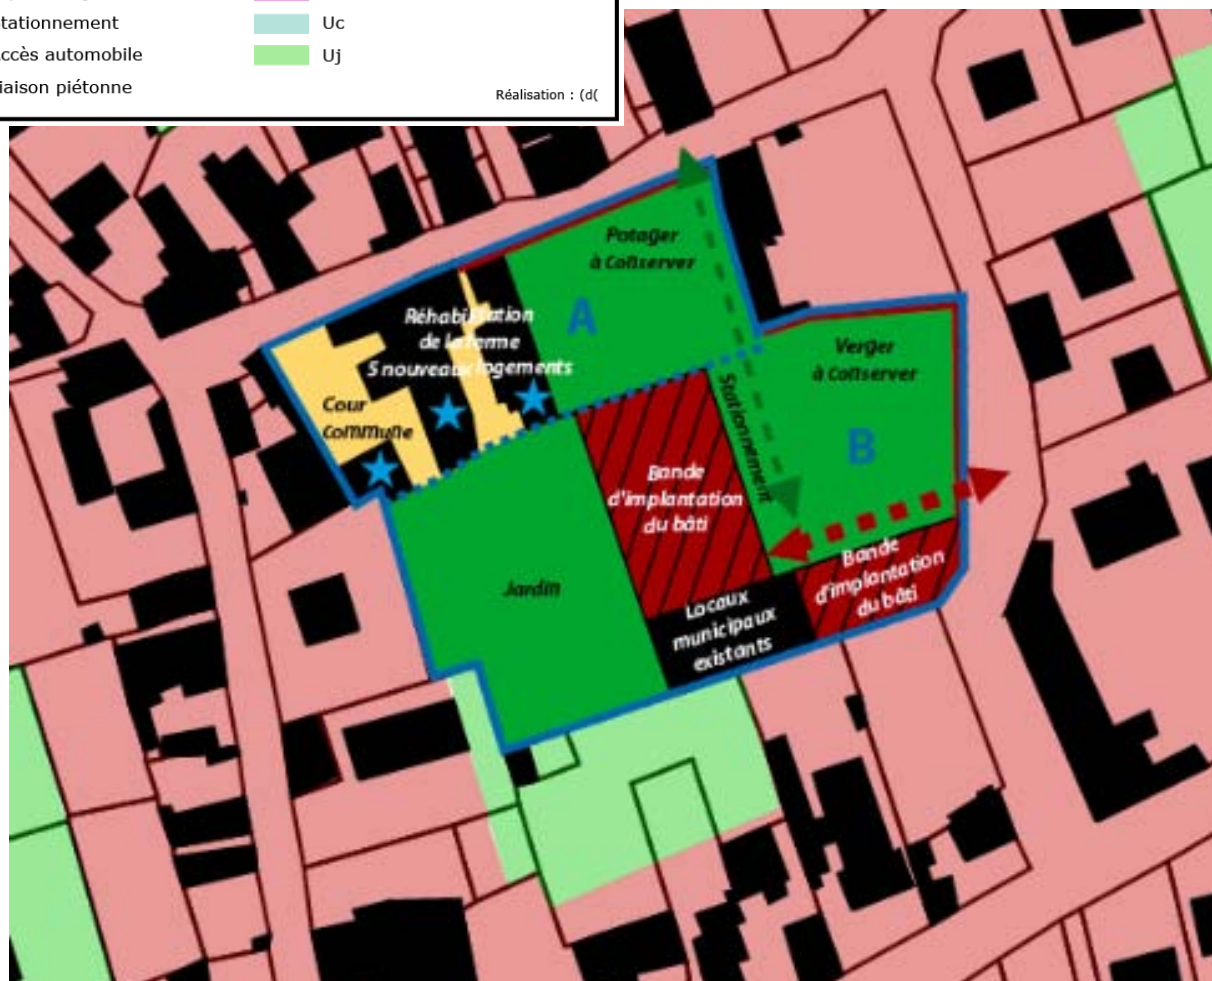 tationnement
Uc
ccès automobile
Uj
iaison piétonne
Réalisation : (d(
Potager
à conserver
A
Réhabilitation
de la ferme
5 nouveaux logements
Verger
à conserver
Cour
commune
B
Stationnement
Bande
d'implantation
du bâti
Bande
d'implantation
du bâti
Jardin
Locaux
municipaux
existants